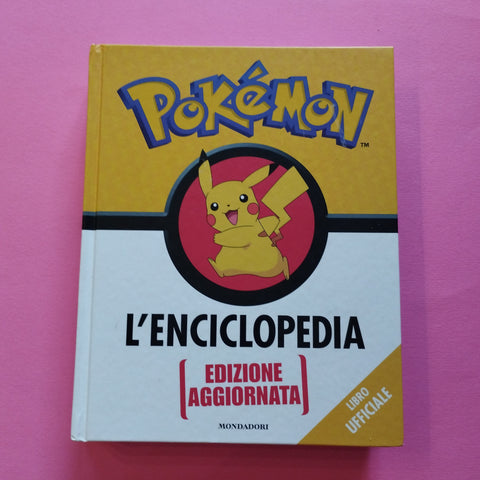 POKéMON
TM
L'ENCICLOPEDIA
EDIZIONE
AGGIORNATA
LIBRO
UFFICIALE
MONDADORI